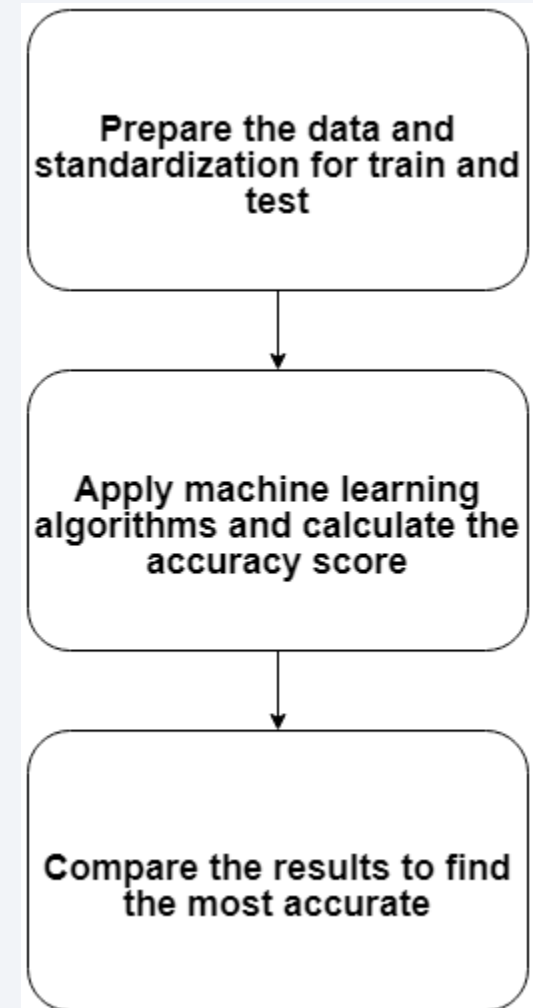 Prepare the data and
standardization for train and
test
Apply machine learning
algorithms and calculate the
accuracy score
Compare the results to find
the most accurate